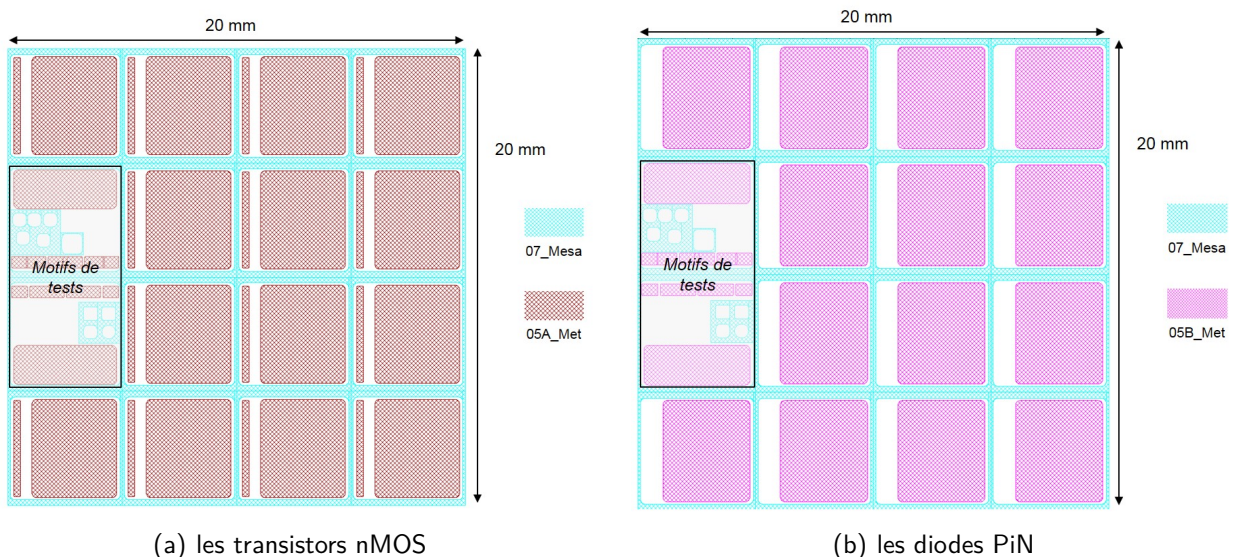 20 mm
20 mm
Motifs de
tests
07_Mesa
05A_Met
(a) les transistors nMOS
20 mm
20 mm
Motifs de
tests
07_Mesa
05B_Met
(b) les diodes PiN